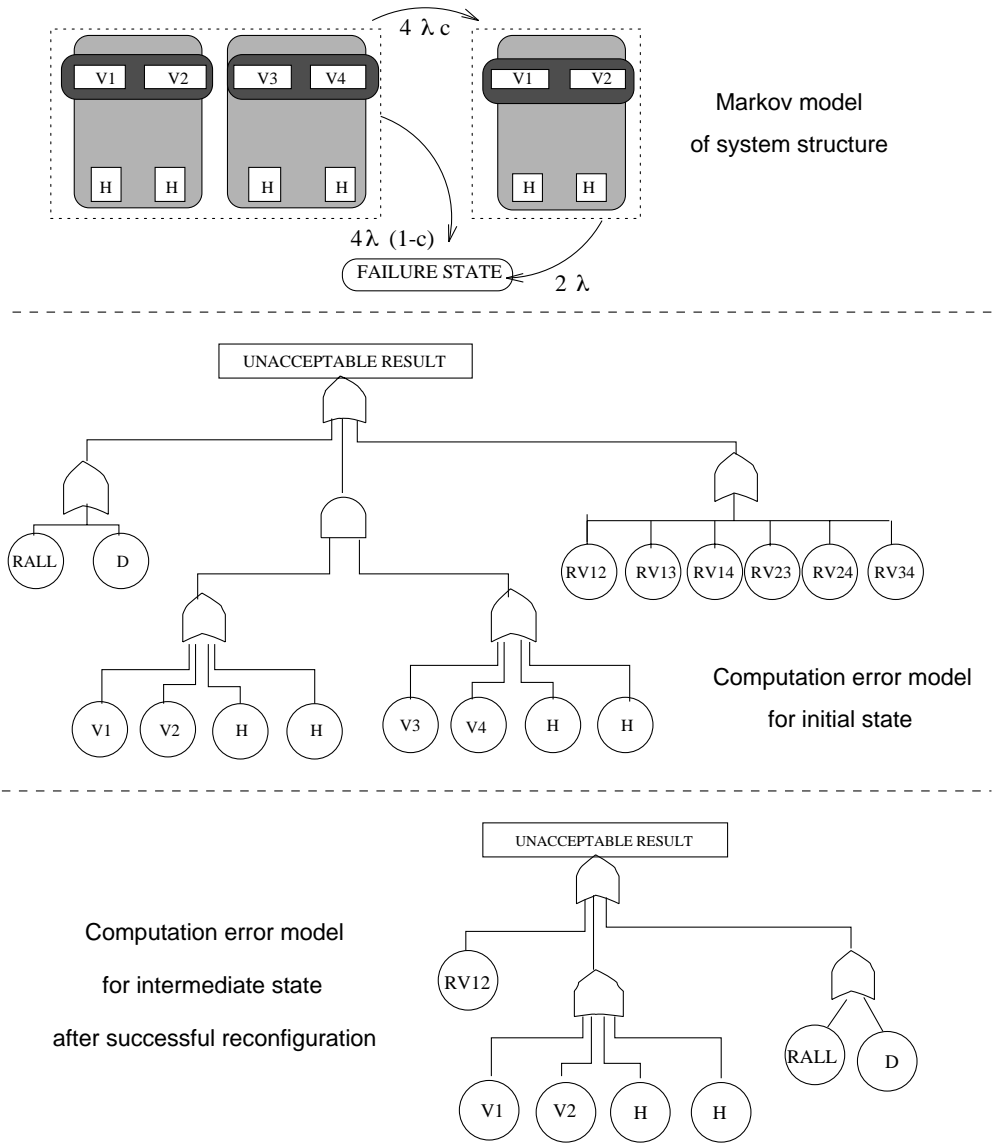 4 λ c
V1 V2 V3 V4 V1 V2
Markov model
of system structure
H H H H H H
4λ (1-c)
FAILURE STATE
2 λ
UNACCEPTABLE RESULT
RALL D
RV12 RV13 RV14 RV23 RV24 RV34
Computation error model
for initial state
V1 V2 H H V3 V4 H H
UNACCEPTABLE RESULT
Computation error model
for intermediate state
after successful reconfiguration
RV12
RALL D
V1 V2 H H